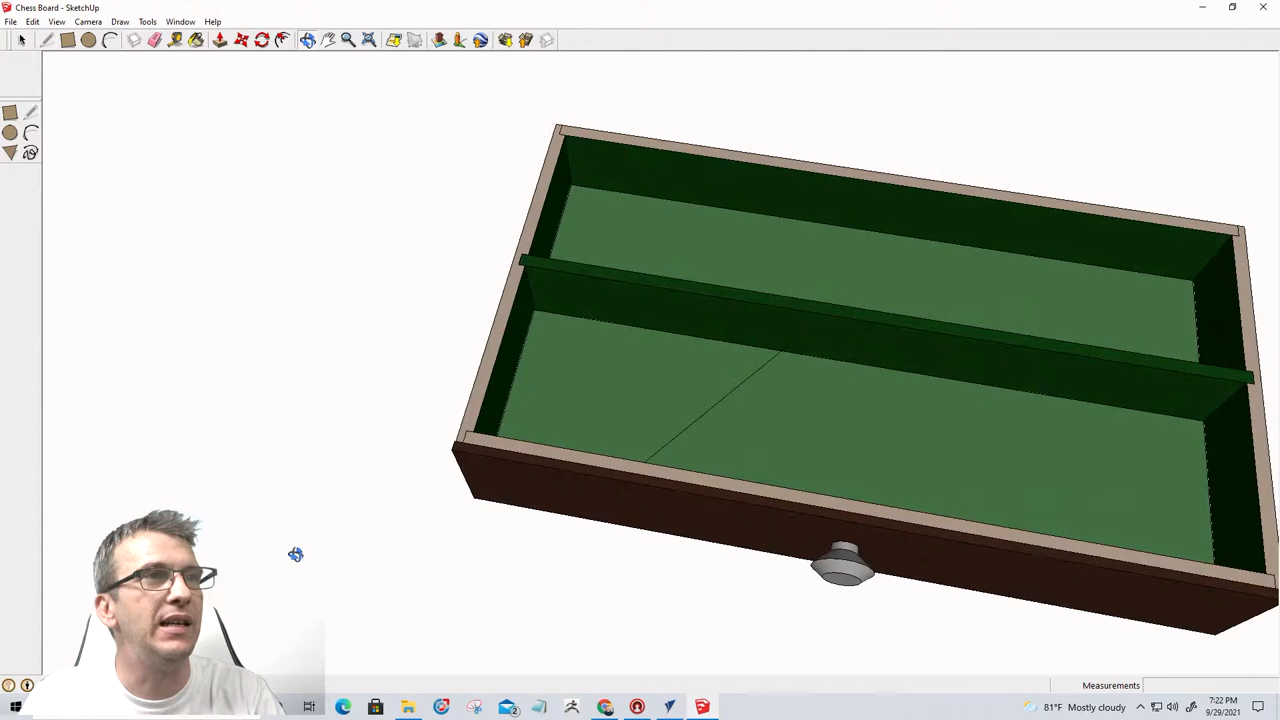 Chess Board - SketchUp
File Edit View Camera Draw Tools Window Help
Measurements
2
81°F Mostly cloudy
7:22 PM
9/29/2021